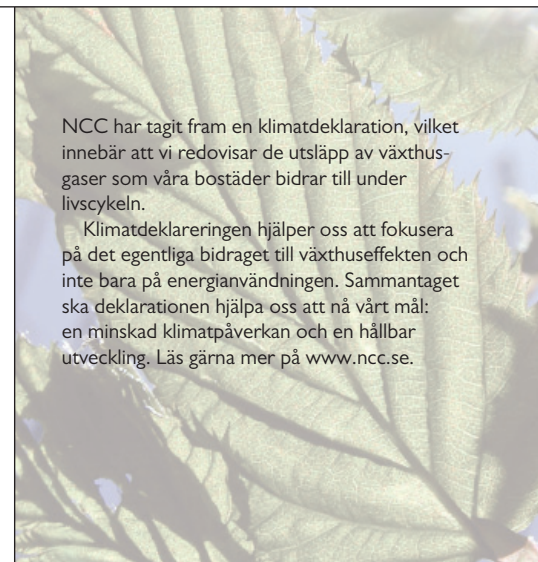 NCC har tagit fram en klimatdeklaration, vilket
innebär att vi redovisar de utsläpp av växthus-
gaser som våra bostäder bidrar till under
livscykeln.
Klimatdeklareringen hjälper oss att fokusera
på det egentliga bidraget till växthuseffekten och
inte bara på energianvändningen. Sammantaget
ska deklarationen hjälpa oss att nå vårt mål:
en minskad klimatpåverkan och en hållbar
utveckling. Läs gärna mer på www.ncc.se.